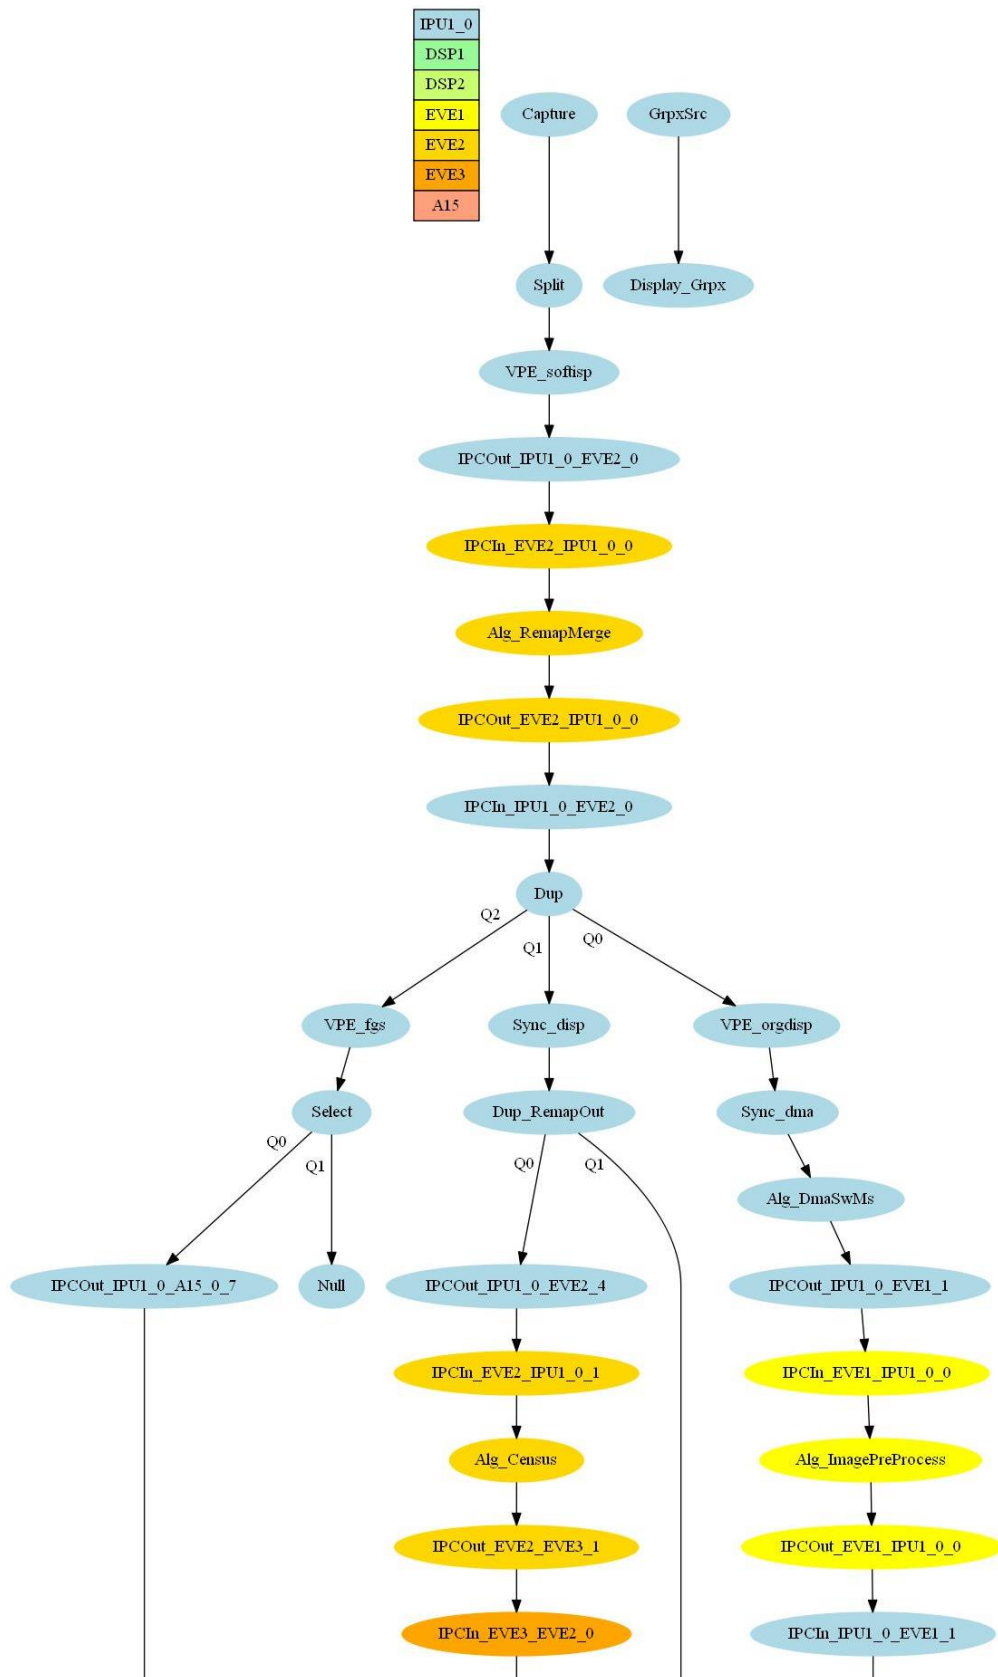 IPU1_0
DSP1
DSP2
EVE1
EVE2
EVE3
A15
Capture
GrpxSrc
Split
Display_Grpx
VPE_softisp
IPCOut_IPU1_0_EVE2_0
IPCIn_EVE2_IPU1_0_0
Alg_RemapMerge
IPCOut_EVE2_IPU1_0_0
IPCIn_IPU1_0_EVE2_0
Dup
Q2
Q1
Q0
VPE_fgs
Sync_disp
VPE_orgdisp
Select
Dup_RemapOut
Sync_dma
Q0
Q1
Q0
Q1
Alg_DmaSwMs
IPCOut_IPU1_0_A15_0_7
Null
IPCOut_IPU1_0_EVE2_4
IPCOut_IPU1_0_EVE1_1
IPCIn_EVE2_IPU1_0_1
IPCIn_EVE1_IPU1_0_0
Alg_Census
Alg_ImagePreProcess
IPCOut_EVE2_EVE3_1
IPCOut_EVE1_IPU1_0_0
IPCIn_EVE3_EVE2_0
IPCIn_IPU1_0_EVE1_1